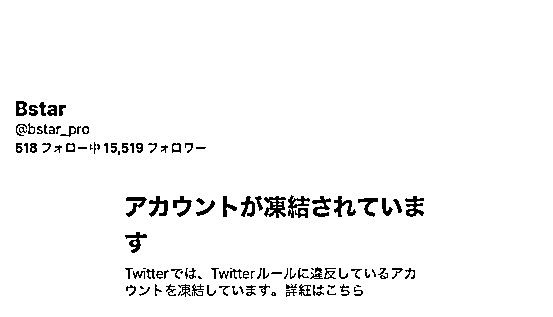 Bstar
@bstar_pro
518 フォロー中 15,519 フォロワー
アカウントが凍結されていま
す
Twitterでは、Twitterルールに違反しているアカ
ウントを凍結しています。詳細はこちら